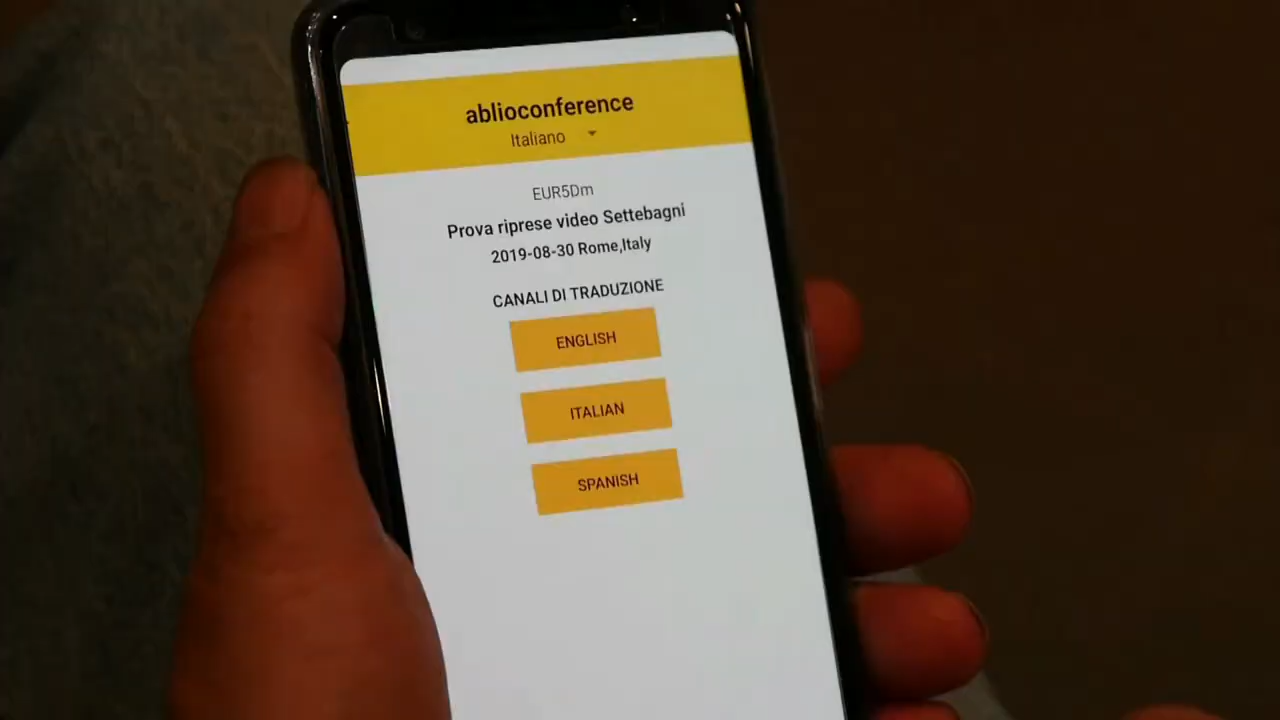 ablioconference
Italiano
EUR5Dm
Prova riprese video Settebagni
2019-08-30 Rome,Italy
CANALI DI TRADUZIONE
ENGLISH
ITALIAN
SPANISH